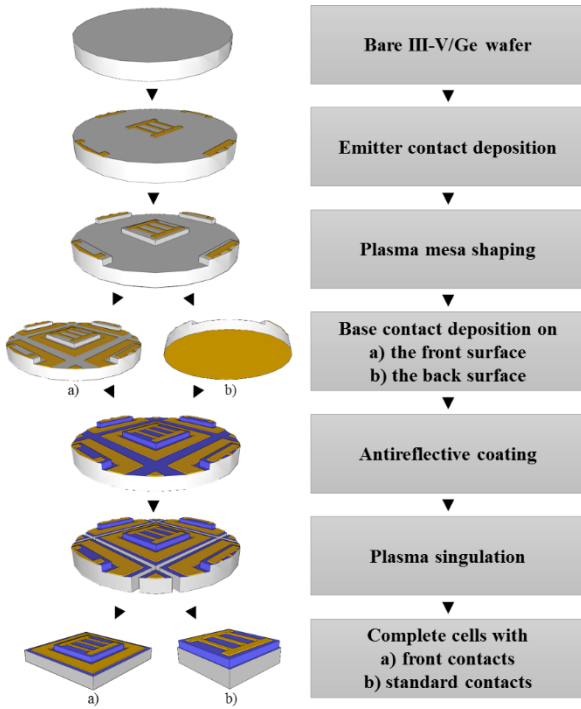 Bare III-V/Ge wafer
Emitter contact deposition
Plasma mesa shaping
Base contact deposition on
a) the front surface
b) the back surface
a)
b)
Antireflective coating
Plasma singulation
Complete cells with
a) front contacts
b) standard contacts
a)
b)